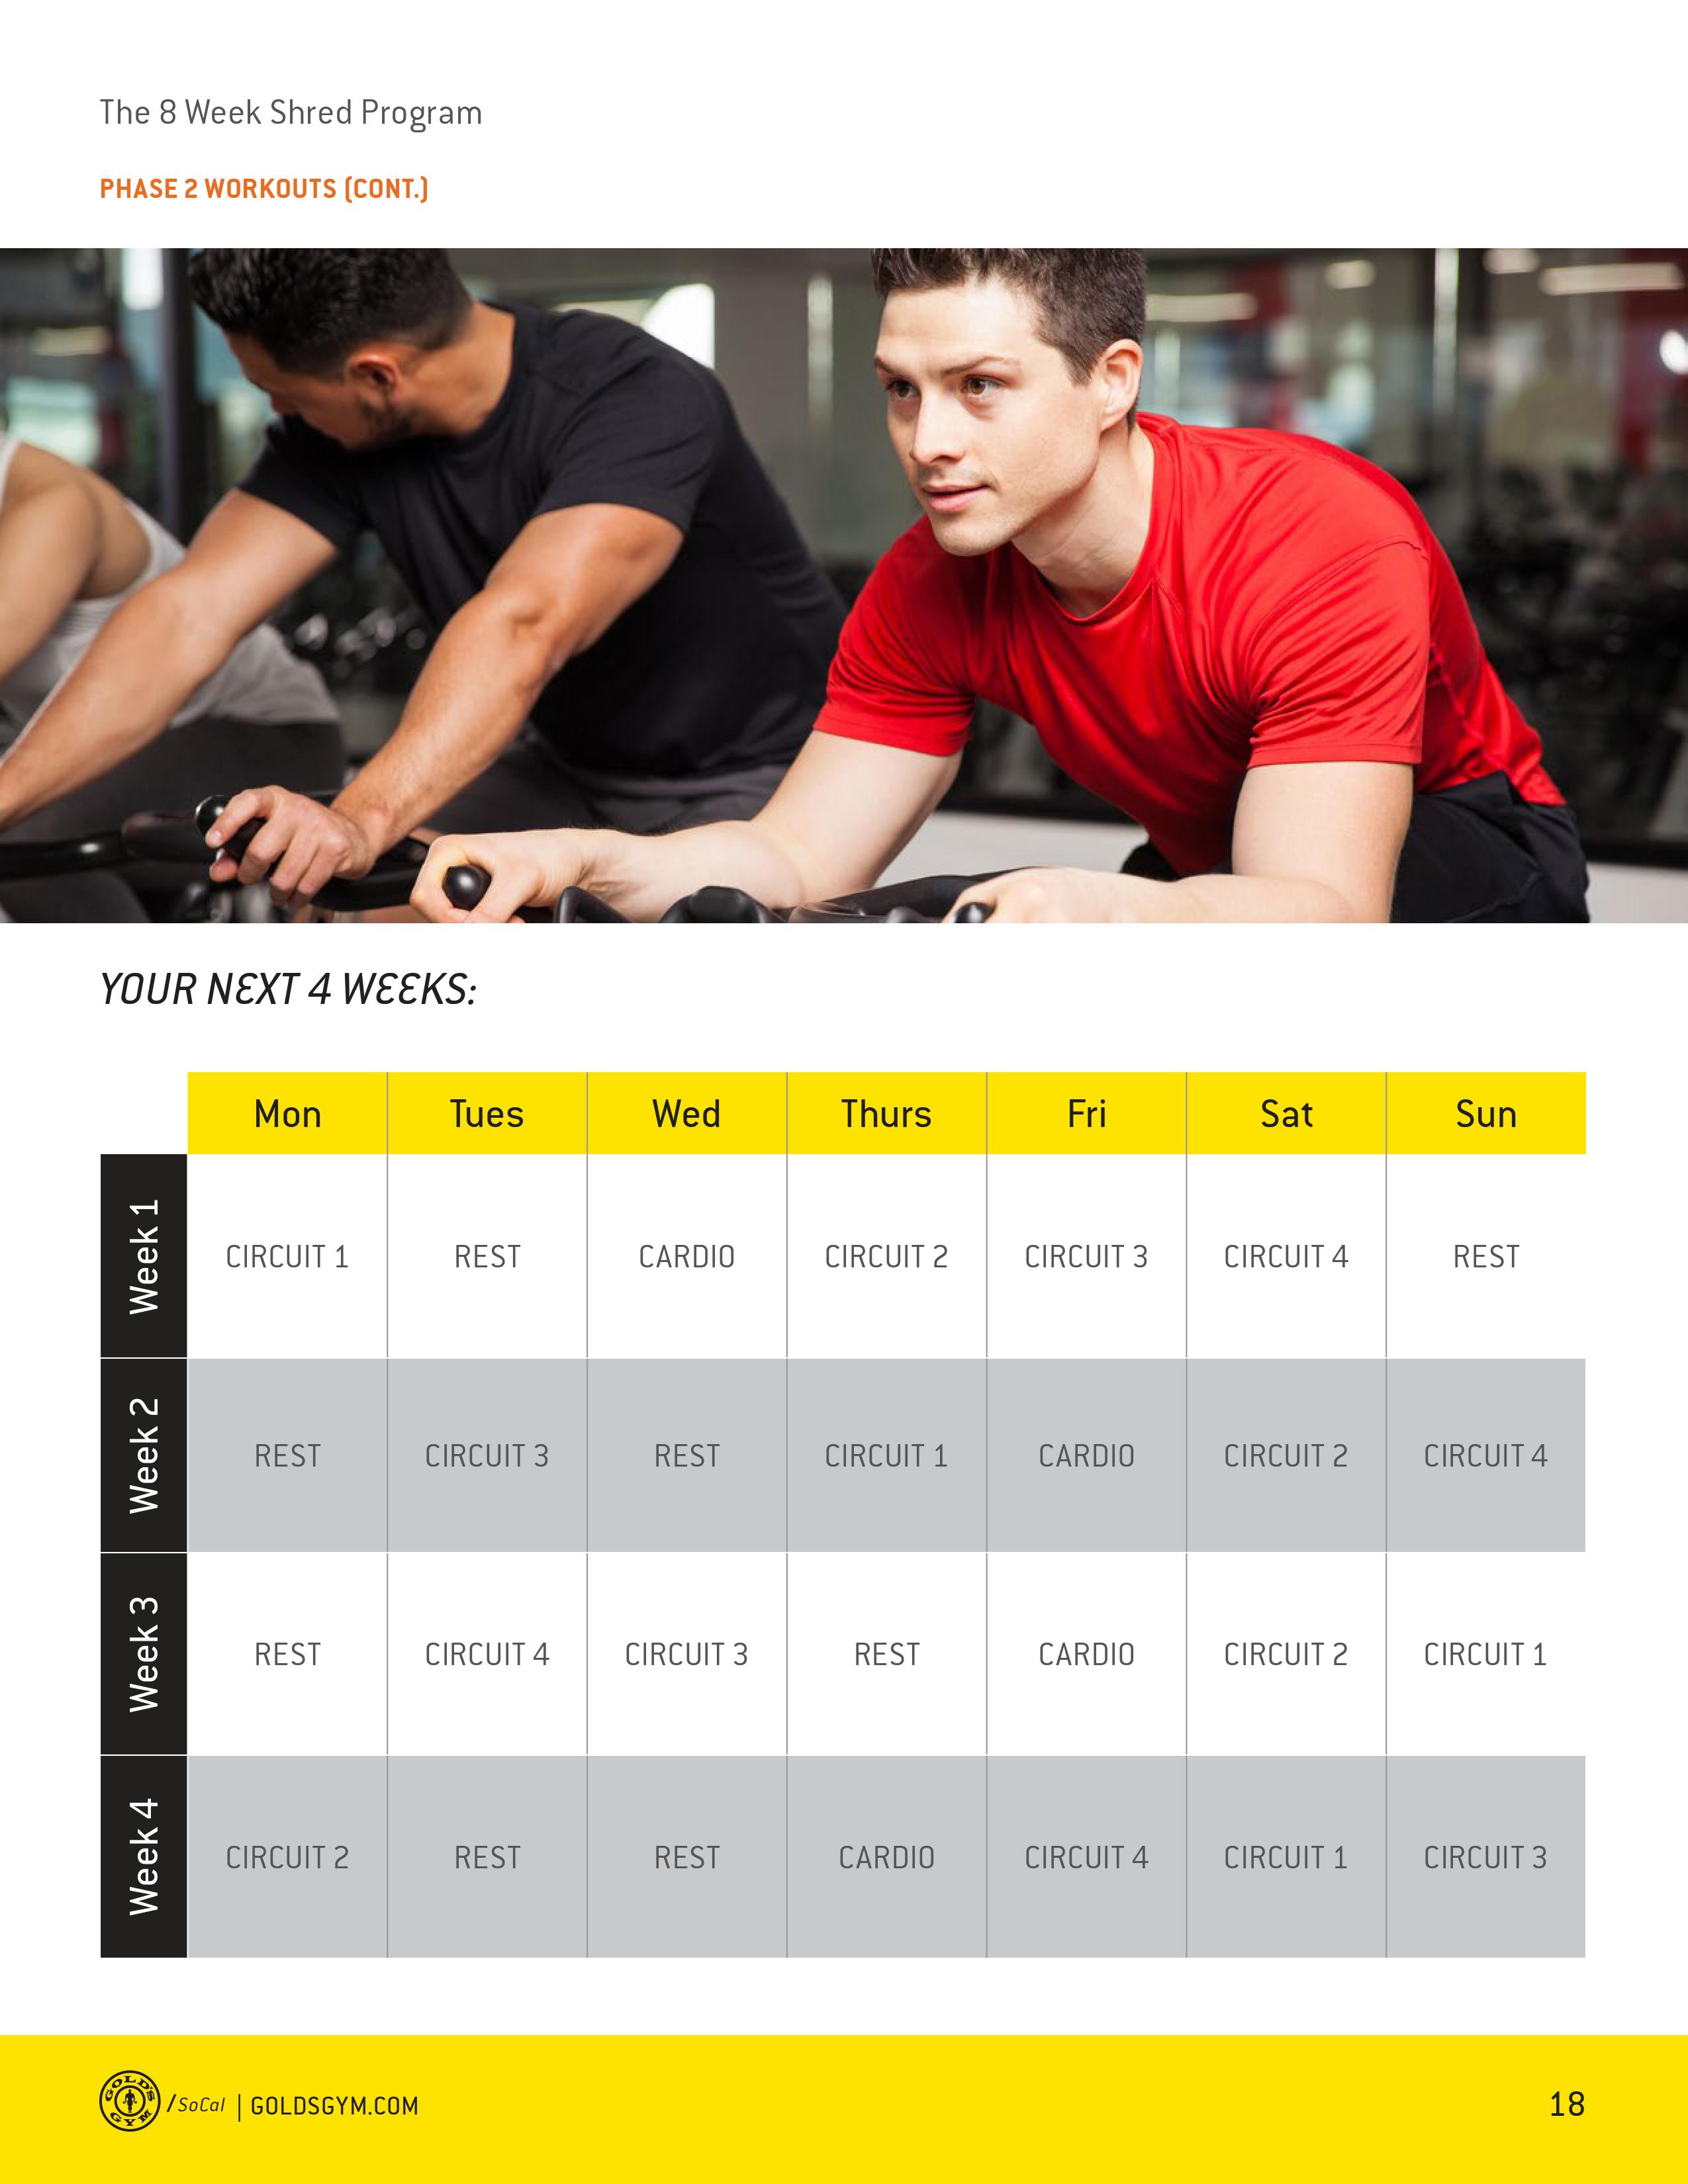 The 8 Week Shred Program
PHASE 2 WORKOUTS (CONT.)
YOUR NEXT 4 WEEKS:
Mon Tues Wed Thurs Fri Sat Sun
Week 1 CIRCUIT 1 REST CARDIO CIRCUIT 2 CIRCUIT 3 CIRCUIT 4 REST
Week 2 REST CIRCUIT 3 REST CIRCUIT 1 CARDIO CIRCUIT 2 CIRCUIT 4
Week 3 REST CIRCUIT 4 CIRCUIT 3 REST CARDIO CIRCUIT 2 CIRCUIT 1
Week 4 CIRCUIT 2 REST REST CARDIO CIRCUIT 4 CIRCUIT 1 CIRCUIT 3
GOLD'S GYM /SoCal | GOLDSGYM.COM 18